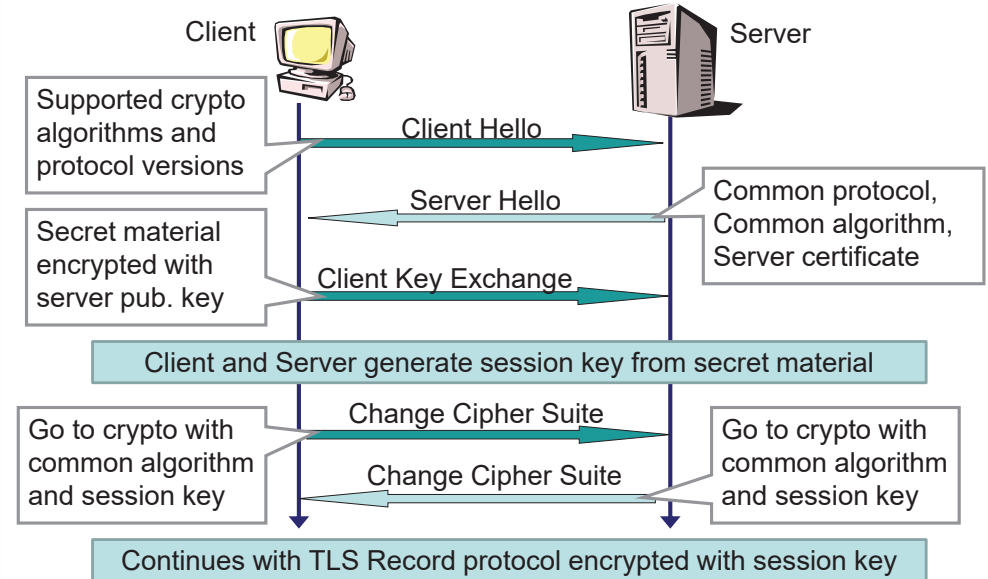 Client
Server
Supported crypto
algorithms and
protocol versions
Client Hello
Server Hello
Common protocol,
Common algorithm,
Server certificate
Secret material
encrypted with
server pub. key
Client Key Exchange
Client and Server generate session key from secret material
Change Cipher Suite
Go to crypto with
common algorithm
and session key
Change Cipher Suite
Go to crypto with
common algorithm
and session key
Continues with TLS Record protocol encrypted with session key